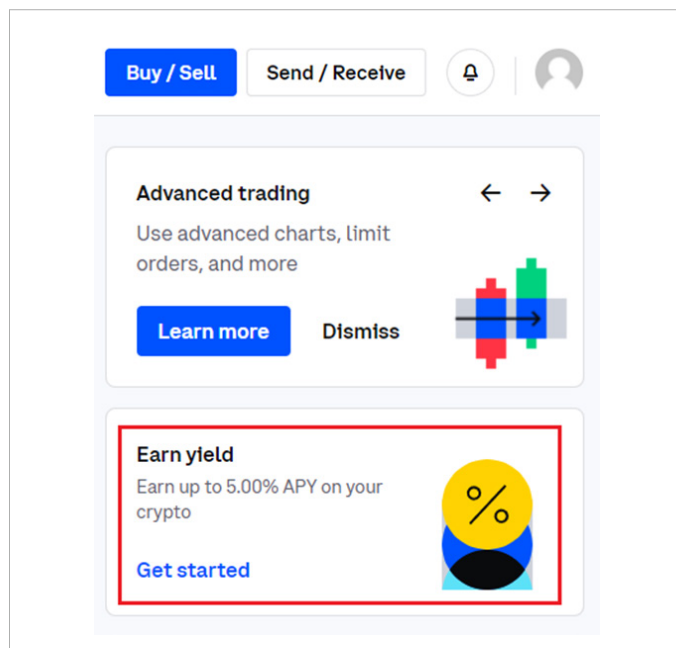 Buy / Sell
Send / Receive
Advanced trading
Use advanced charts, limit
orders, and more
Learn more
Dismiss
Earn yield
Earn up to 5.00% APY on your
crypto
%
Get started